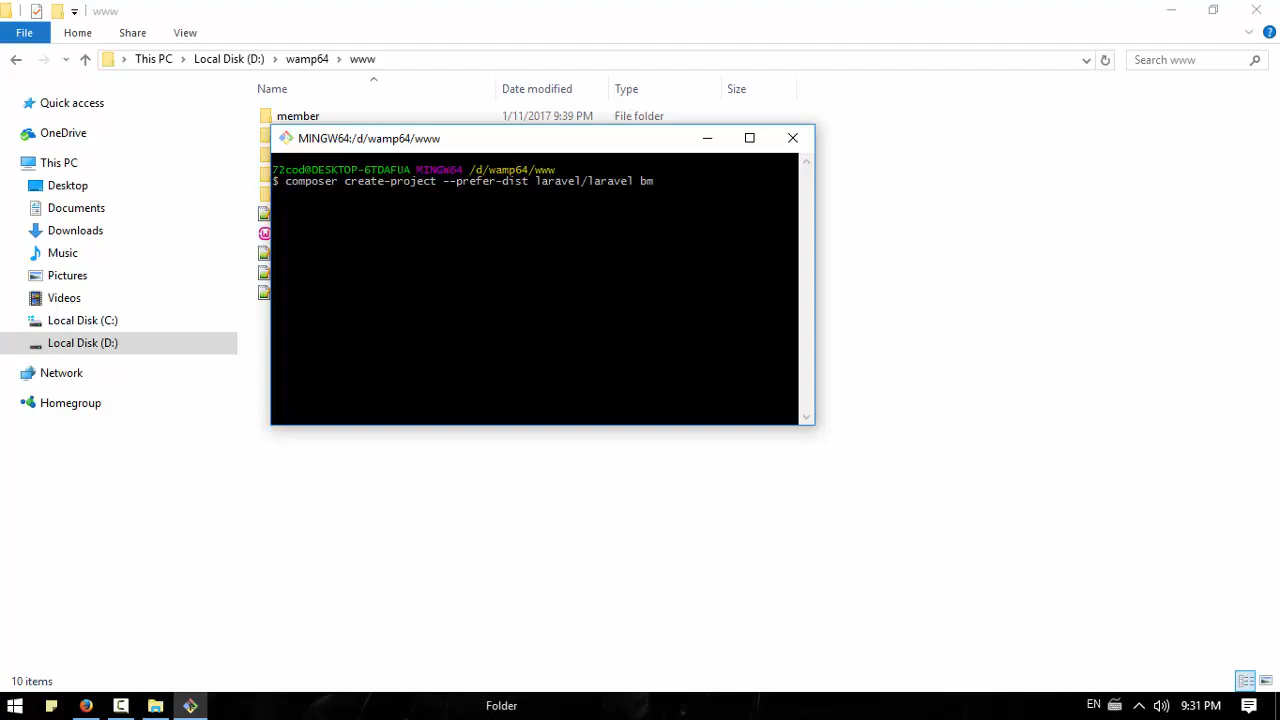 www
File Home Share View
This PC Local Disk (D:) wamp64 www
Search www
Name Date modified Type Size
Quick access
OneDrive
This PC
Desktop
Documents
Downloads
Music
Pictures
Videos
Local Disk (C:)
Local Disk (D:)
Network
Homegroup
member 1/11/2017 9:39 PM File folder
MINGW64:/d/wamp64/www
72cod@DESKTOP-6TDAFUA MINGW64 /d/wamp64/www
$ composer create-project --prefer-dist laravel/laravel bm
10 items
Folder
EN 9:31 PM